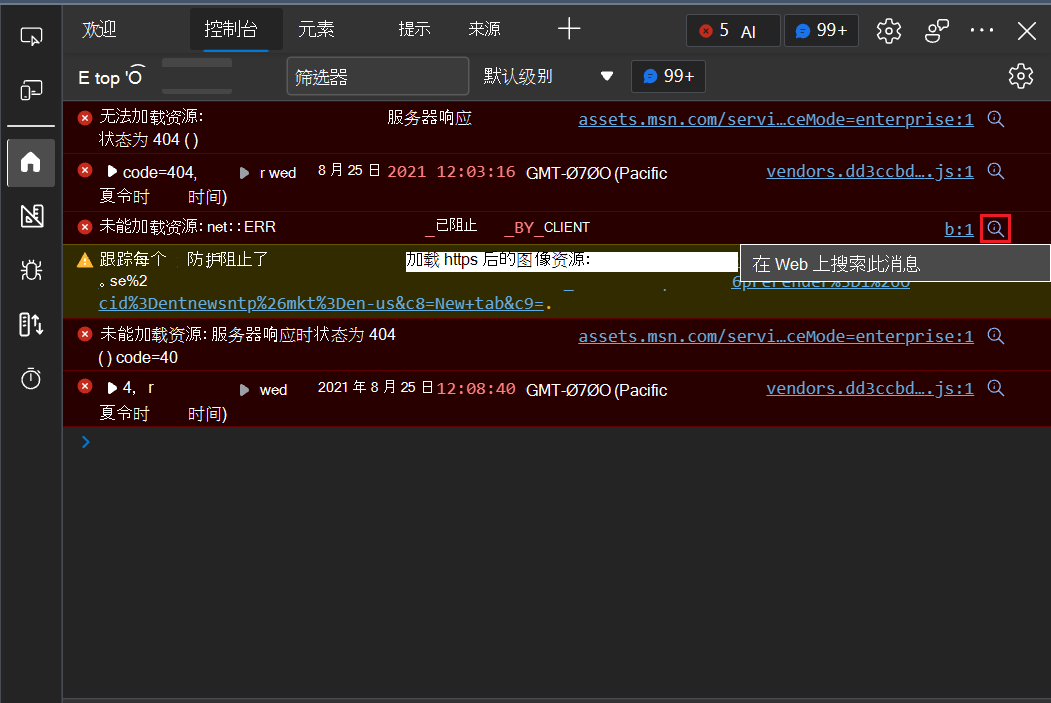 欢迎 控制台 元素 提示 来源 5 AI 99+
E top 'O 筛选器 默认级别 99+
无法加载资源: 服务器响应 assets.msn.com/servi…ceMode=enterprise:1
状态为 404 ( )
code=404, r wed 8 月 25 日 2021 12:03:16 GMT-Ø7ØO (Pacific vendors.dd3ccbd….js:1
夏令时 时间)
未能加载资源: net::ERR _已阻止 _BY_CLIENT b:1
跟踪每个 防护阻止了 加载 https 后的图像资源: 在 Web 上搜索此消息
。se%2
cid%3Dentnewsntp%26mkt%3Den-us&c8=New+tab&c9=.
未能加载资源: 服务器响应时状态为 404 assets.msn.com/servi…ceMode=enterprise:1
( ) code=40
4, r wed 2021 年 8 月 25 日 12:08:40 GMT-Ø7ØO (Pacific vendors.dd3ccbd….js:1
夏令时 时间)